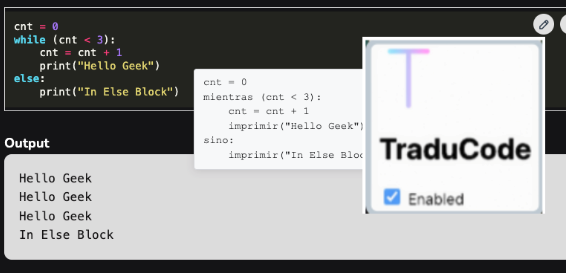 cnt = 0
while (cnt < 3):
    cnt = cnt + 1
    print("Hello Geek")
else:
    print("In Else Block")
cnt = 0
mientras (cnt < 3):
    cnt = cnt + 1
    imprimir("Hello Geek")
sino:
    imprimir("In Else Bloc
T
TraduCode
Enabled
Output
Hello Geek
Hello Geek
Hello Geek
In Else Block